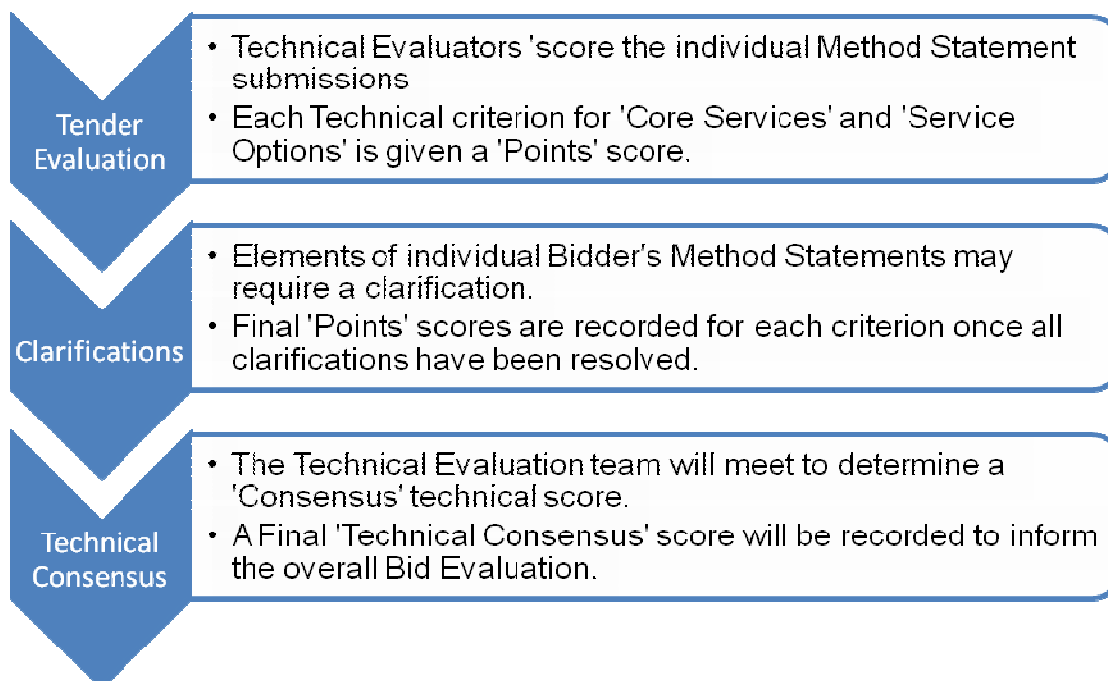 Tender
Evaluation
• Technical Evaluators 'score the individual Method Statement
submissions
• Each Technical criterion for 'Core Services' and 'Service
Options' is given a 'Points' score.
Clarifications
• Elements of individual Bidder's Method Statements may
require a clarification.
• Final 'Points' scores are recorded for each criterion once all
clarifications have been resolved.
Technical
Consensus
• The Technical Evaluation team will meet to determine a
'Consensus' technical score.
• A Final 'Technical Consensus' score will be recorded to inform
the overall Bid Evaluation.